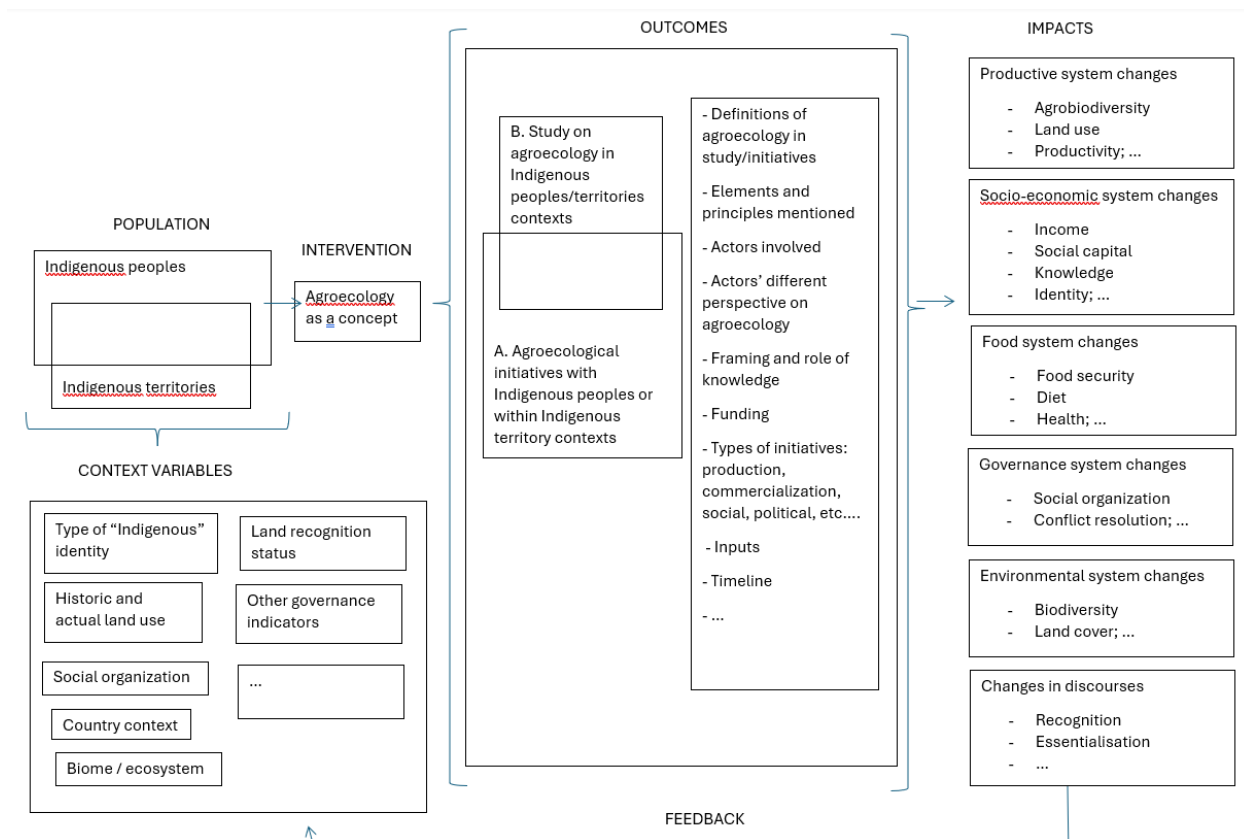 POPULATION
Indigenous peoples
Indigenous territories
INTERVENTION
Agroecology
as a concept
CONTEXT VARIABLES
Type of “Indigenous”
identity
Land recognition
status
Historic and
actual land use
Other governance
indicators
Social organization
...
Country context
Biome / ecosystem
OUTCOMES
B. Study on
agroecology in
Indigenous
peoples/territories
contexts
A. Agroecological
initiatives with
Indigenous peoples or
within Indigenous
territory contexts
- Definitions of
agroecology in
study/initiatives
- Elements and
principles mentioned
- Actors involved
- Actors’ different
perspective on
agroecology
- Framing and role of
knowledge
- Funding
- Types of initiatives:
production,
commercialization,
social, political, etc....
- Inputs
- Timeline
- ...
FEEDBACK
IMPACTS
Productive system changes
- Agrobiodiversity
- Land use
- Productivity; ...
Socio-economic system changes
- Income
- Social capital
- Knowledge
- Identity; ...
Food system changes
- Food security
- Diet
- Health; ...
Governance system changes
- Social organization
- Conflict resolution; ...
Environmental system changes
- Biodiversity
- Land cover; ...
Changes in discourses
- Recognition
- Essentialisation
- ...